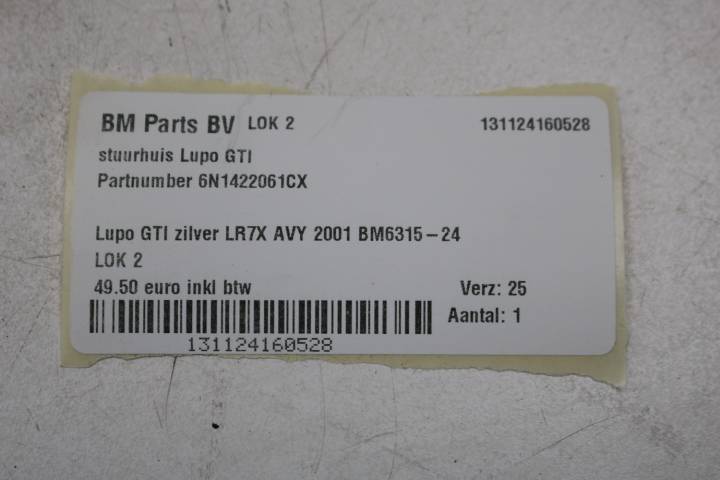 BM Parts BV LOK 2 131124160528
stuurhuis Lupo GTI
Partnumber 6N1422061CX
Lupo GTI zilver LR7X AVY 2001 BM6315-24
LOK 2
49.50 euro inkl btw Verz: 25
Aantal: 1
131124160528